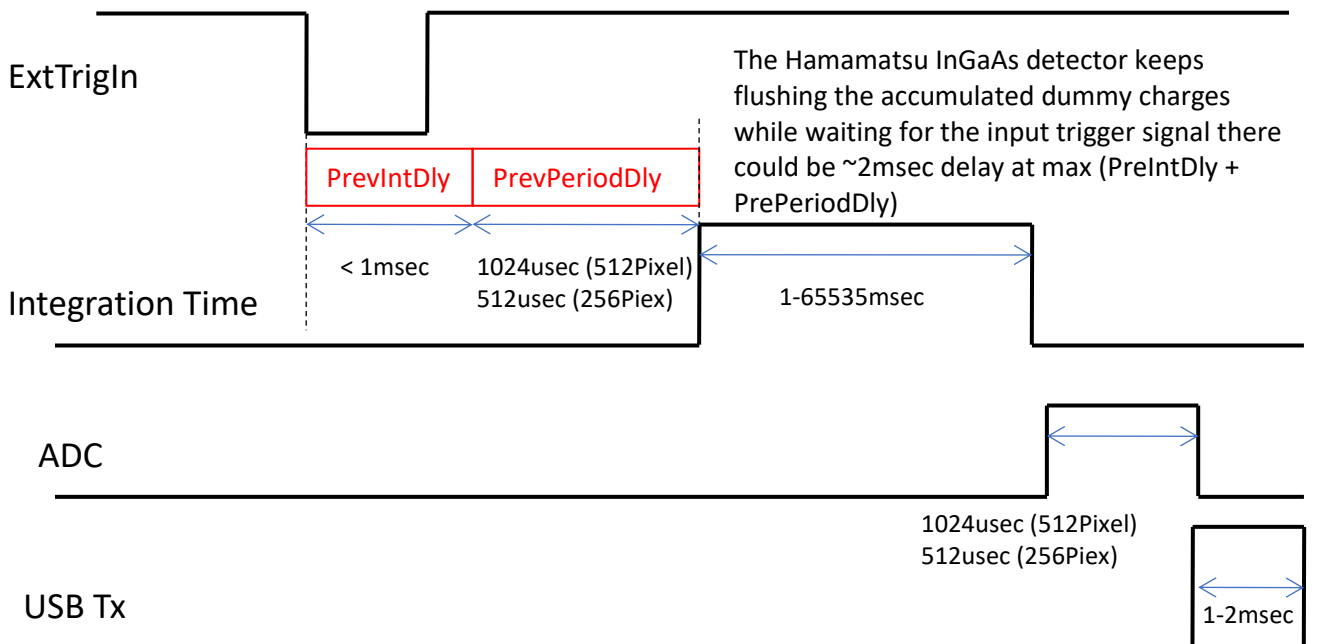 ExtTrigIn
The Hamamatsu InGaAs detector keeps
flushing the accumulated dummy charges
while waiting for the input trigger signal there
could be ~2msec delay at max (PreIntDly +
PrePeriodDly)
PrevIntDly
PrevPeriodDly
< 1msec
1024usec (512Pixel)
512usec (256Piex)
1-65535msec
Integration Time
ADC
1024usec (512Pixel)
512usec (256Piex)
USB Tx
1-2msec